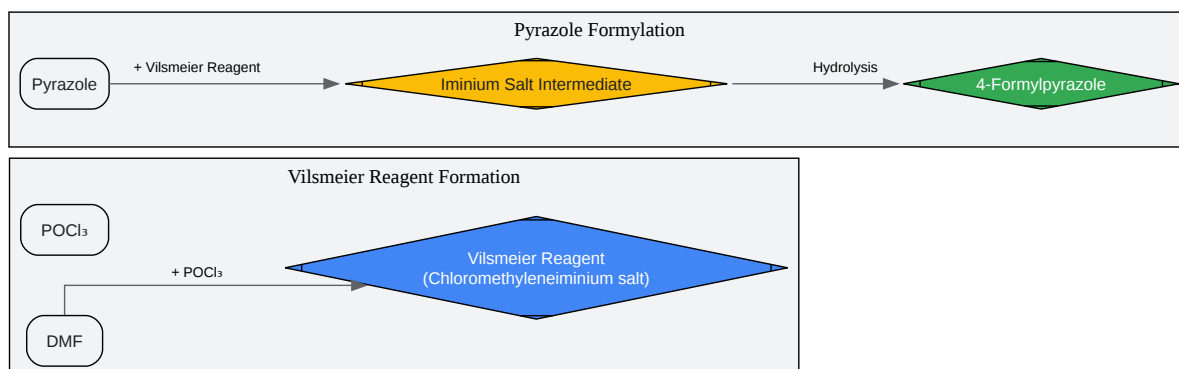 Pyrazole Formylation
Pyrazole
+ Vilsmeier Reagent
Iminium Salt Intermediate
Hydrolysis
4-Formylpyrazole
Vilsmeier Reagent Formation
POCl₃
+ POCl₃
Vilsmeier Reagent
(Chloromethyleneiminium salt)
DMF